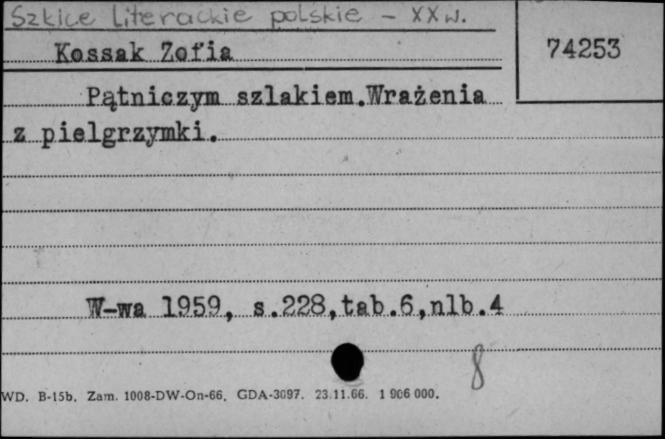 Szkice literackie polskie - XX w.
Kossak Zofia
74253
Pątniczym szlakiem.Wrażenia
z pielgrzymki.
W-wa 1959, s.228,tab.6,nlb.4
8
WD. B-15b. Zam. 1008-DW-On-66. GDA-3097. 23.11.66. 1 906 000.